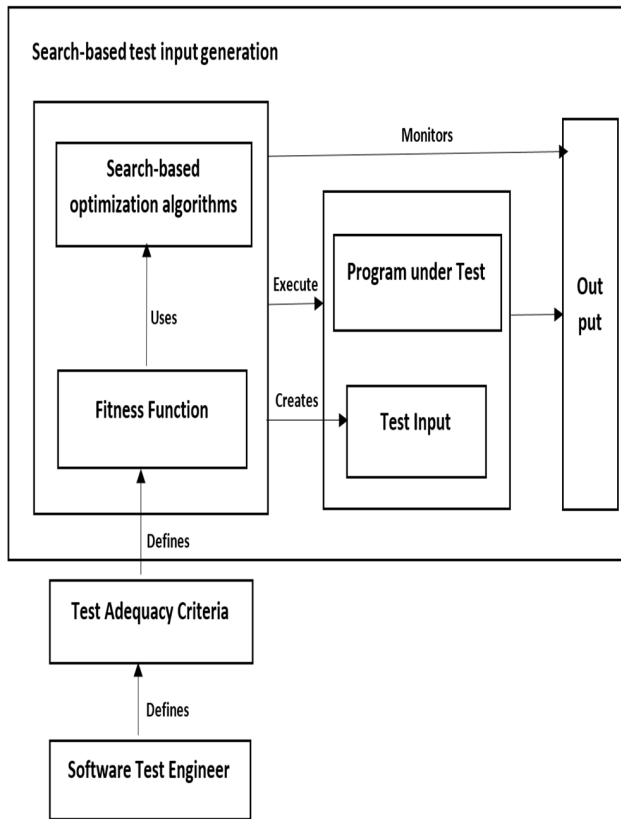 Search-based test input generation
Search-based
optimization algorithms
Monitors
Program under Test
Execute
Out
put
Uses
Fitness Function
Creates
Test Input
Defines
Test Adequacy Criteria
Defines
Software Test Engineer